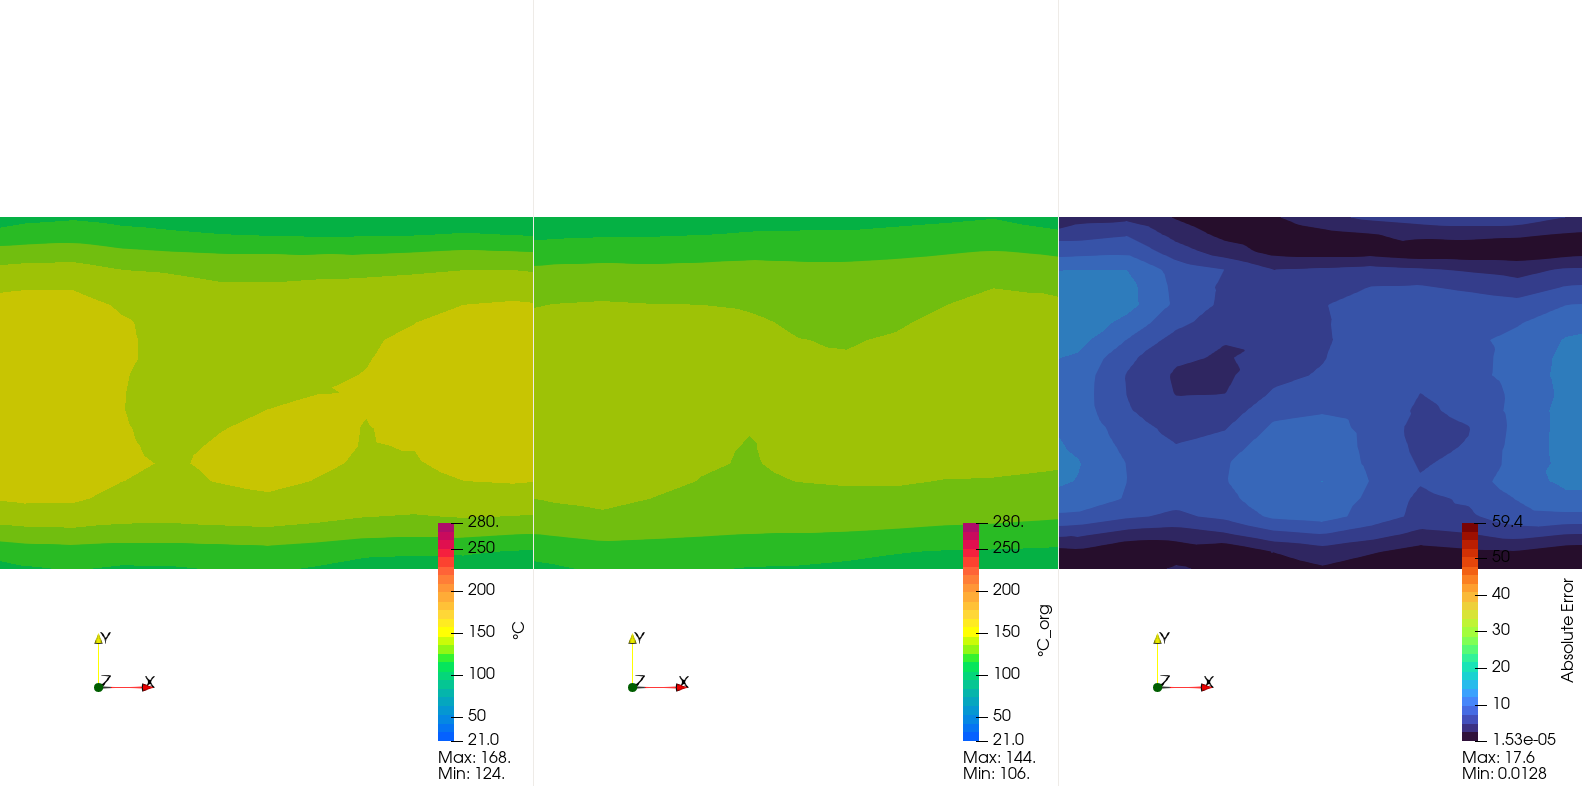 280.
250
200
150
100
50
21.0
°C
Max: 168.
Min: 124.
Y
Z
X
280.
250
200
150
100
50
21.0
°C_org
Max: 144.
Min: 106.
Y
Z
X
59.4
50
40
30
20
10
1.53e-05
Absolute Error
Max: 17.6
Min: 0.0128
Y
Z
X